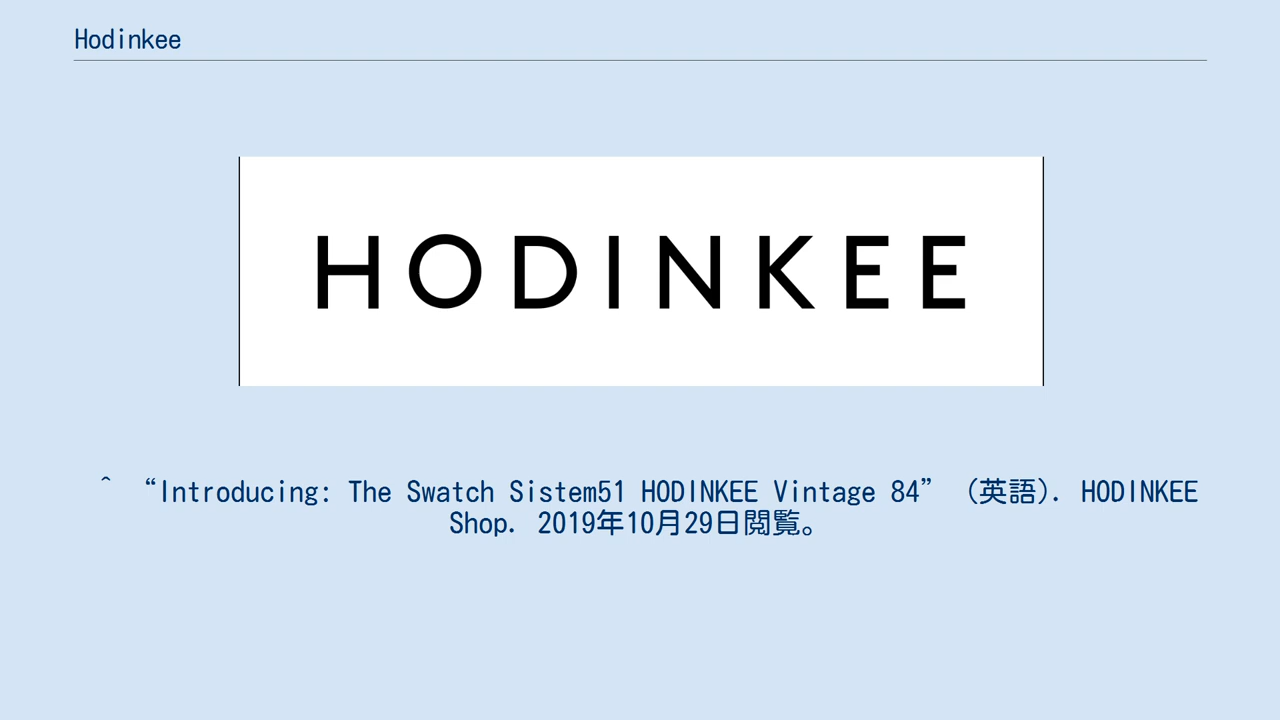 Hodinkee
HODINKEE
^ “Introducing: The Swatch Sistem51 HODINKEE Vintage 84” (英語). HODINKEE
Shop. 2019年10月29日閲覧。